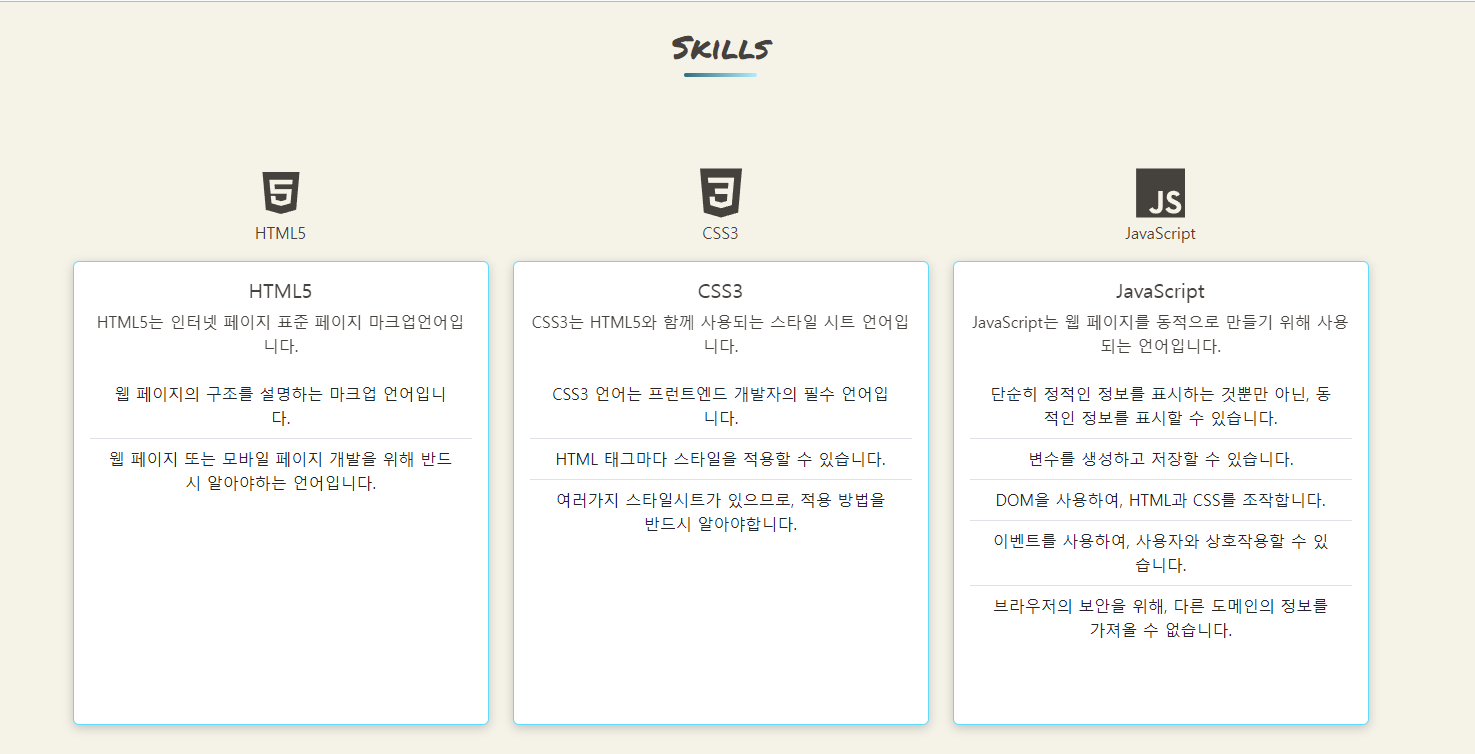 Skills
5
HTML5
3
CSS3
JS
JavaScript
HTML5
HTML5는 인터넷 페이지 표준 페이지 마크업언어입
니다.
웹 페이지의 구조를 설명하는 마크업 언어입니
다.
웹 페이지 또는 모바일 페이지 개발을 위해 반드
시 알아야하는 언어입니다.
CSS3
CSS3는 HTML5와 함께 사용되는 스타일 시트 언어입
니다.
CSS3 언어는 프런트엔드 개발자의 필수 언어입
니다.
HTML 태그마다 스타일을 적용할 수 있습니다.
여러가지 스타일시트가 있으므로, 적용 방법을
반드시 알아야합니다.
JavaScript
JavaScript는 웹 페이지를 동적으로 만들기 위해 사용
되는 언어입니다.
단순히 정적인 정보를 표시하는 것뿐만 아닌, 동
적인 정보를 표시할 수 있습니다.
변수를 생성하고 저장할 수 있습니다.
DOM을 사용하여, HTML과 CSS를 조작합니다.
이벤트를 사용하여, 사용자와 상호작용할 수 있
습니다.
브라우저의 보안을 위해, 다른 도메인의 정보를
가져올 수 없습니다.